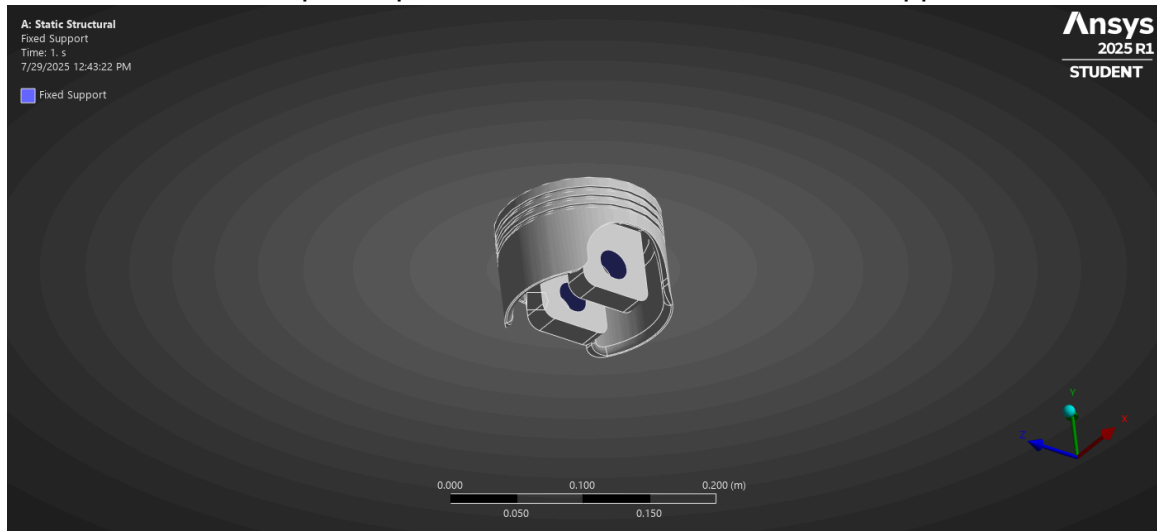 A: Static Structural
Fixed Support
Time: 1. s
7/29/2025 12:43:22 PM
Fixed Support
Ansys
2025 R1
STUDENT
Y
X
Z
0.000 0.100 0.200 (m)
0.050 0.150